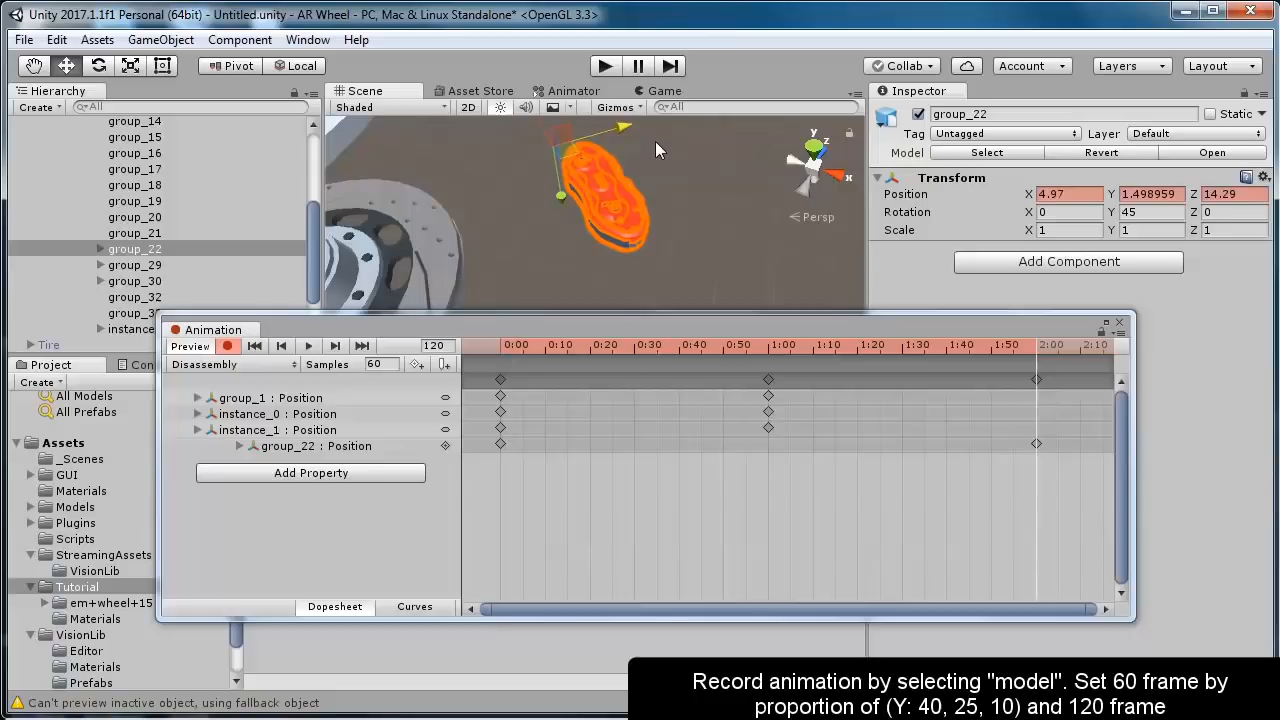 Unity 2017.1.1f1 Personal (64bit) - Untitled.unity - AR Wheel - PC, Mac & Linux Standalone* <OpenGL 3.3>
File Edit Assets GameObject Component Window Help
Pivot Local Collab Account Layers Layout
Hierarchy
Create All
group_14
group_15
group_16
group_17
group_18
group_19
group_20
group_21
group_22
group_29
group_30
group_32
instance
Tire
Scene Asset Store Animator Game
Shaded 2D Gizmos All
y
z
x
Persp
Inspector
group_22 Static
Tag Untagged Layer Default
Model Select Revert Open
Transform
Position X 4.97 Y 1.498959 Z 14.29
Rotation X 0 Y 45 Z 0
Scale X 1 Y 1 Z 1
Add Component
Animation
Preview 120 0:00 0:10 0:20 0:30 0:40 0:50 1:00 1:10 1:20 1:30 1:40 1:50 2:00 2:10
Disassembly Samples 60
group_1 : Position
instance_0 : Position
instance_1 : Position
group_22 : Position
Add Property
Dopesheet Curves
Project Con
Create
All Models
All Prefabs
Assets
_Scenes
GUI
Materials
Models
Plugins
Scripts
StreamingAssets
VisionLib
Tutorial
em+wheel+15
Materials
VisionLib
Editor
Materials
Prefabs
Can't preview inactive object, using fallback object
Record animation by selecting "model". Set 60 frame by
proportion of (Y: 40, 25, 10) and 120 frame